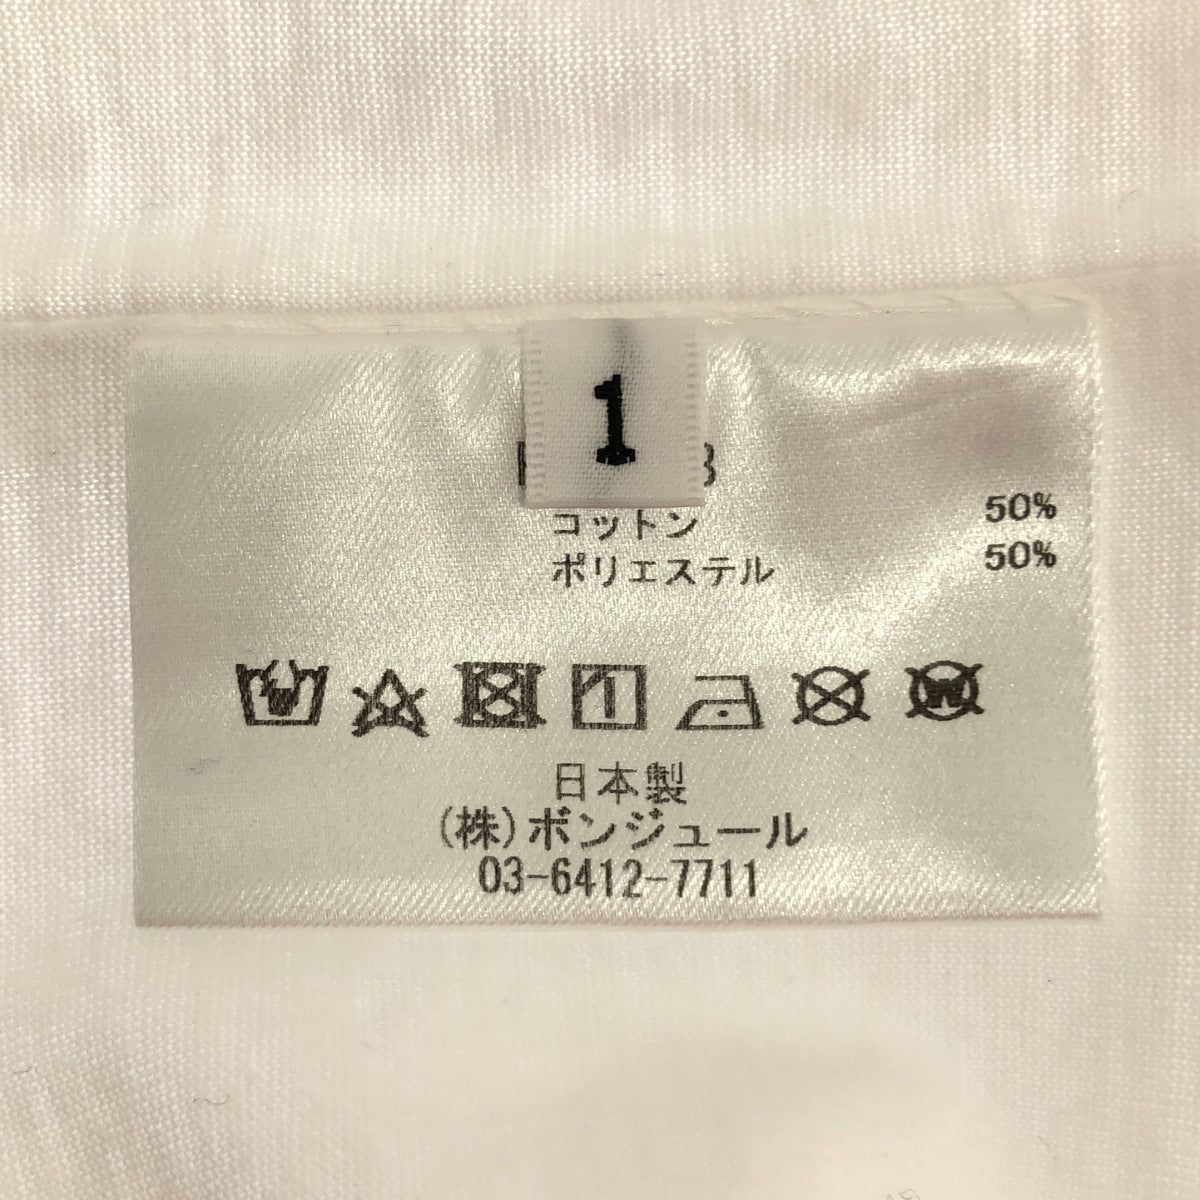 1
コットン 50%
ポリエステル 50%
W
日本製
(株)ボンジュール
03-6412-7711